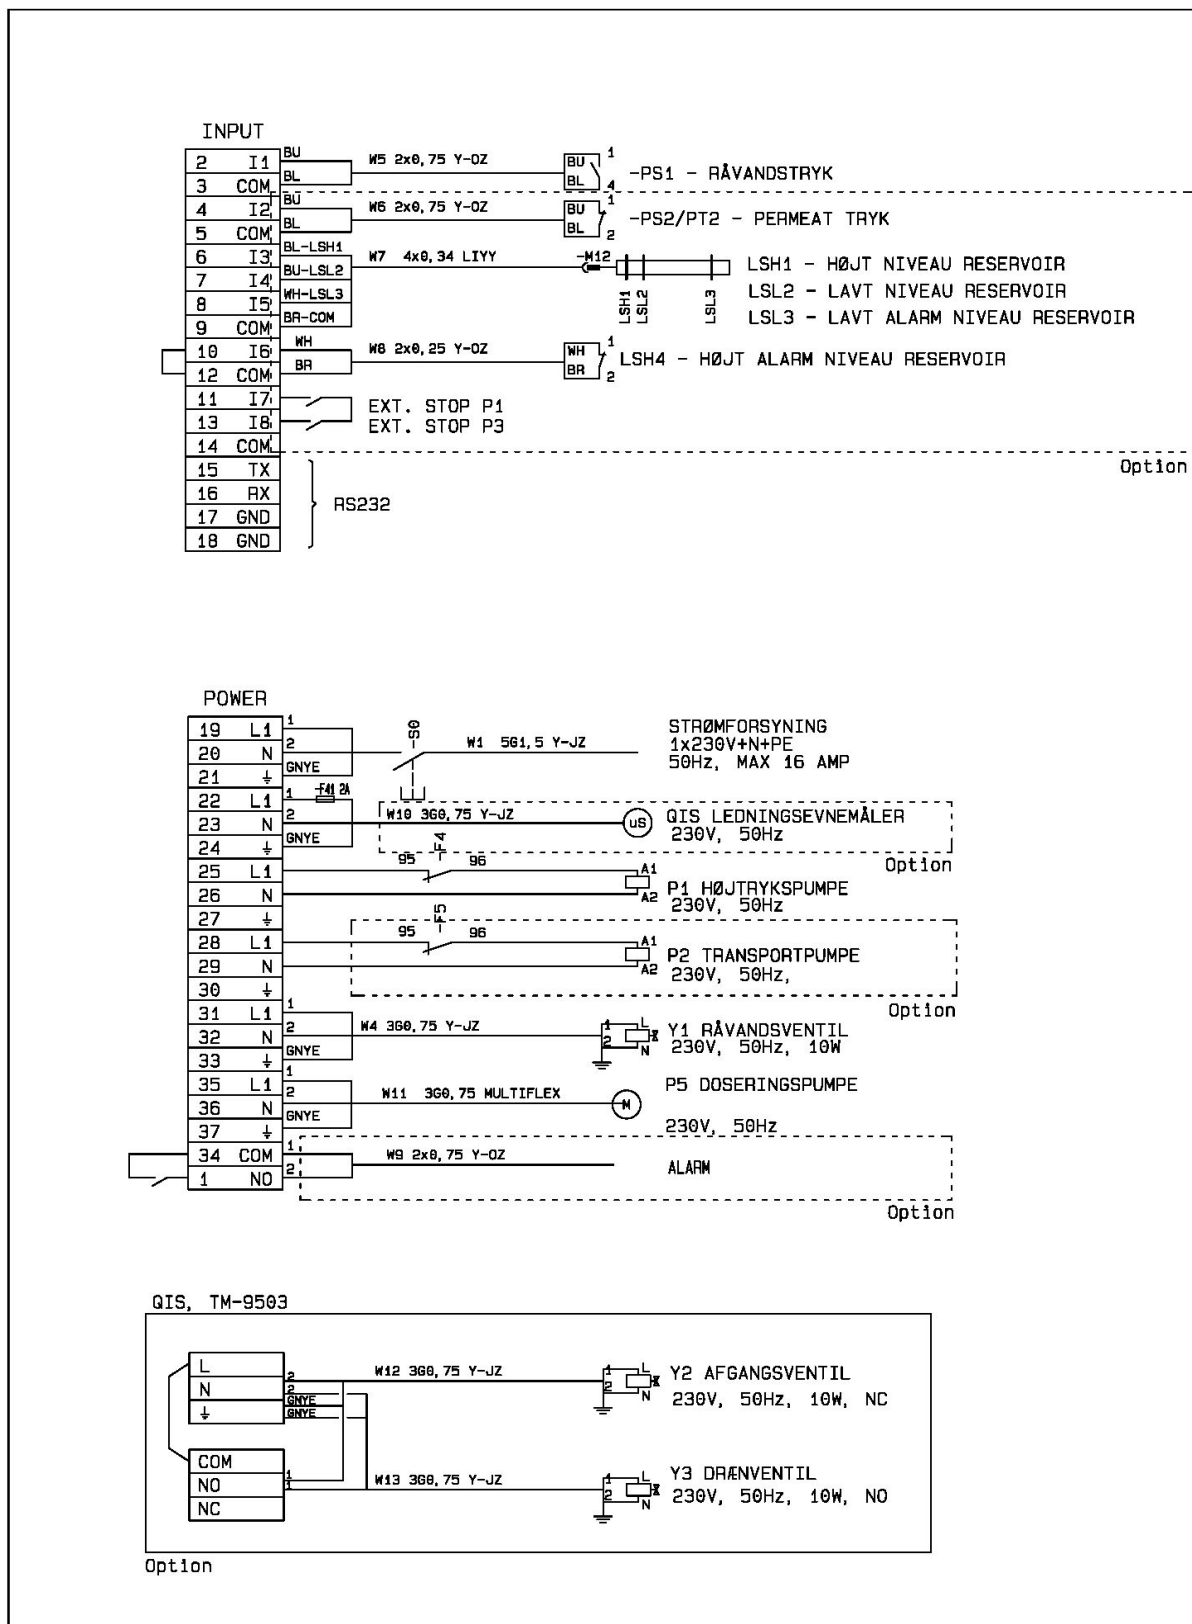 INPUT
2 I1 BU W5 2x0,75 Y-OZ BU 1
3 COM BL BL 4 -PS1 - RÅVANDSTRYK
4 I2 BU W6 2x0,75 Y-OZ BU 1
5 COM BL BL 2 -PS2/PT2 - PERMEAT TRYK
6 I3 BL-LSH1 W7 4x0,34 LIYY -M12 LSH1 - HØJT NIVEAU RESERVOIR
7 I4 BU-LSL2 LSH1 LSL2 LSL3 LSL2 - LAVT NIVEAU RESERVOIR
8 I5 WH-LSL3 LSL3 - LAVT ALARM NIVEAU RESERVOIR
9 COM BR-COM
10 I6 WH W8 2x0,25 Y-OZ WH 1
12 COM BR BR 2 LSH4 - HØJT ALARM NIVEAU RESERVOIR
11 I7 EXT. STOP P1
13 I8 EXT. STOP P3
14 COM
Option
15 TX
16 RX
RS232
17 GND
18 GND
POWER
19 L1 1 -S0 STRØMFORSYNING
20 N 2 W1 5G1,5 Y-JZ 1x230V+N+PE
21 ⏚ GNYE 50Hz, MAX 16 AMP
22 L1 1 -F41 2A
23 N 2 W10 3G0,75 Y-JZ uS QIS LEDNINGSEVNEMÅLER
24 ⏚ GNYE 230V, 50Hz
Option
25 L1 95 -F4 96 A1
26 N A2 P1 HØJTRYKSPUMPE
27 ⏚ 230V, 50Hz
28 L1 95 -F5 96 A1
29 N A2 P2 TRANSPORTPUMPE
30 ⏚ 230V, 50Hz,
Option
31 L1 1 1 L
32 N 2 W4 3G0,75 Y-JZ 2 N Y1 RÅVANDSVENTIL
33 ⏚ GNYE 230V, 50Hz, 10W
35 L1 1 P5 DOSERINGSPUMPE
36 N 2 W11 3G0,75 MULTIFLEX M
37 ⏚ GNYE 230V, 50Hz
34 COM 1 W9 2x0,75 Y-OZ ALARM
1 NO 2
Option
QIS, TM-9503
L 2 W12 3G0,75 Y-JZ 1 L Y2 AFGANGSVENTIL
N 2 2 N 230V, 50Hz, 10W, NC
⏚ GNYE
GNYE
COM
NO 1 W13 3G0,75 Y-JZ 1 L Y3 DRÆNVENTIL
NC 1 2 N 230V, 50Hz, 10W, NO
Option